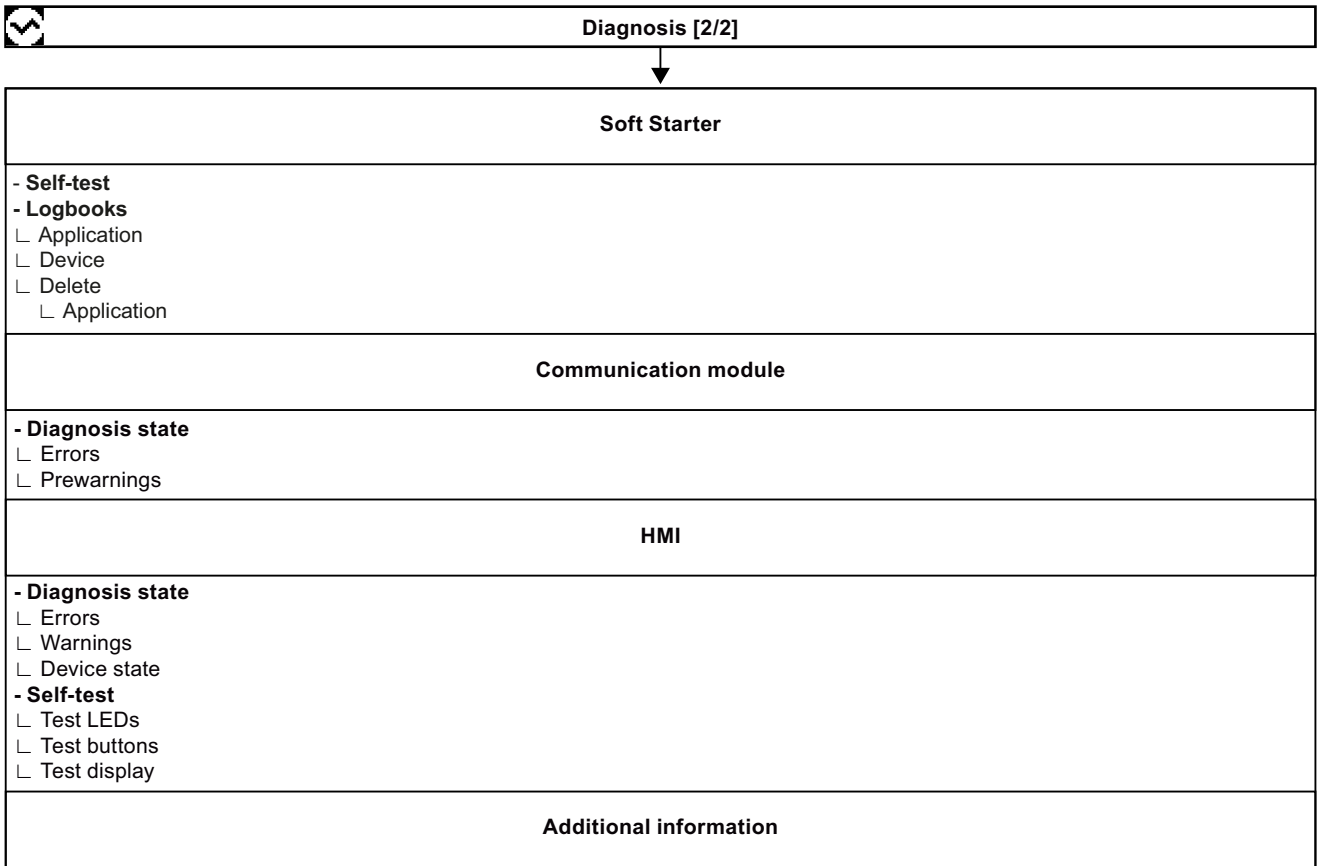 Diagnosis [2/2]
Soft Starter
- Self-test
- Logbooks
∟ Application
∟ Device
∟ Delete
∟ Application
Communication module
- Diagnosis state
∟ Errors
∟ Prewarnings
HMI
- Diagnosis state
∟ Errors
∟ Warnings
∟ Device state
- Self-test
∟ Test LEDs
∟ Test buttons
∟ Test display
Additional information